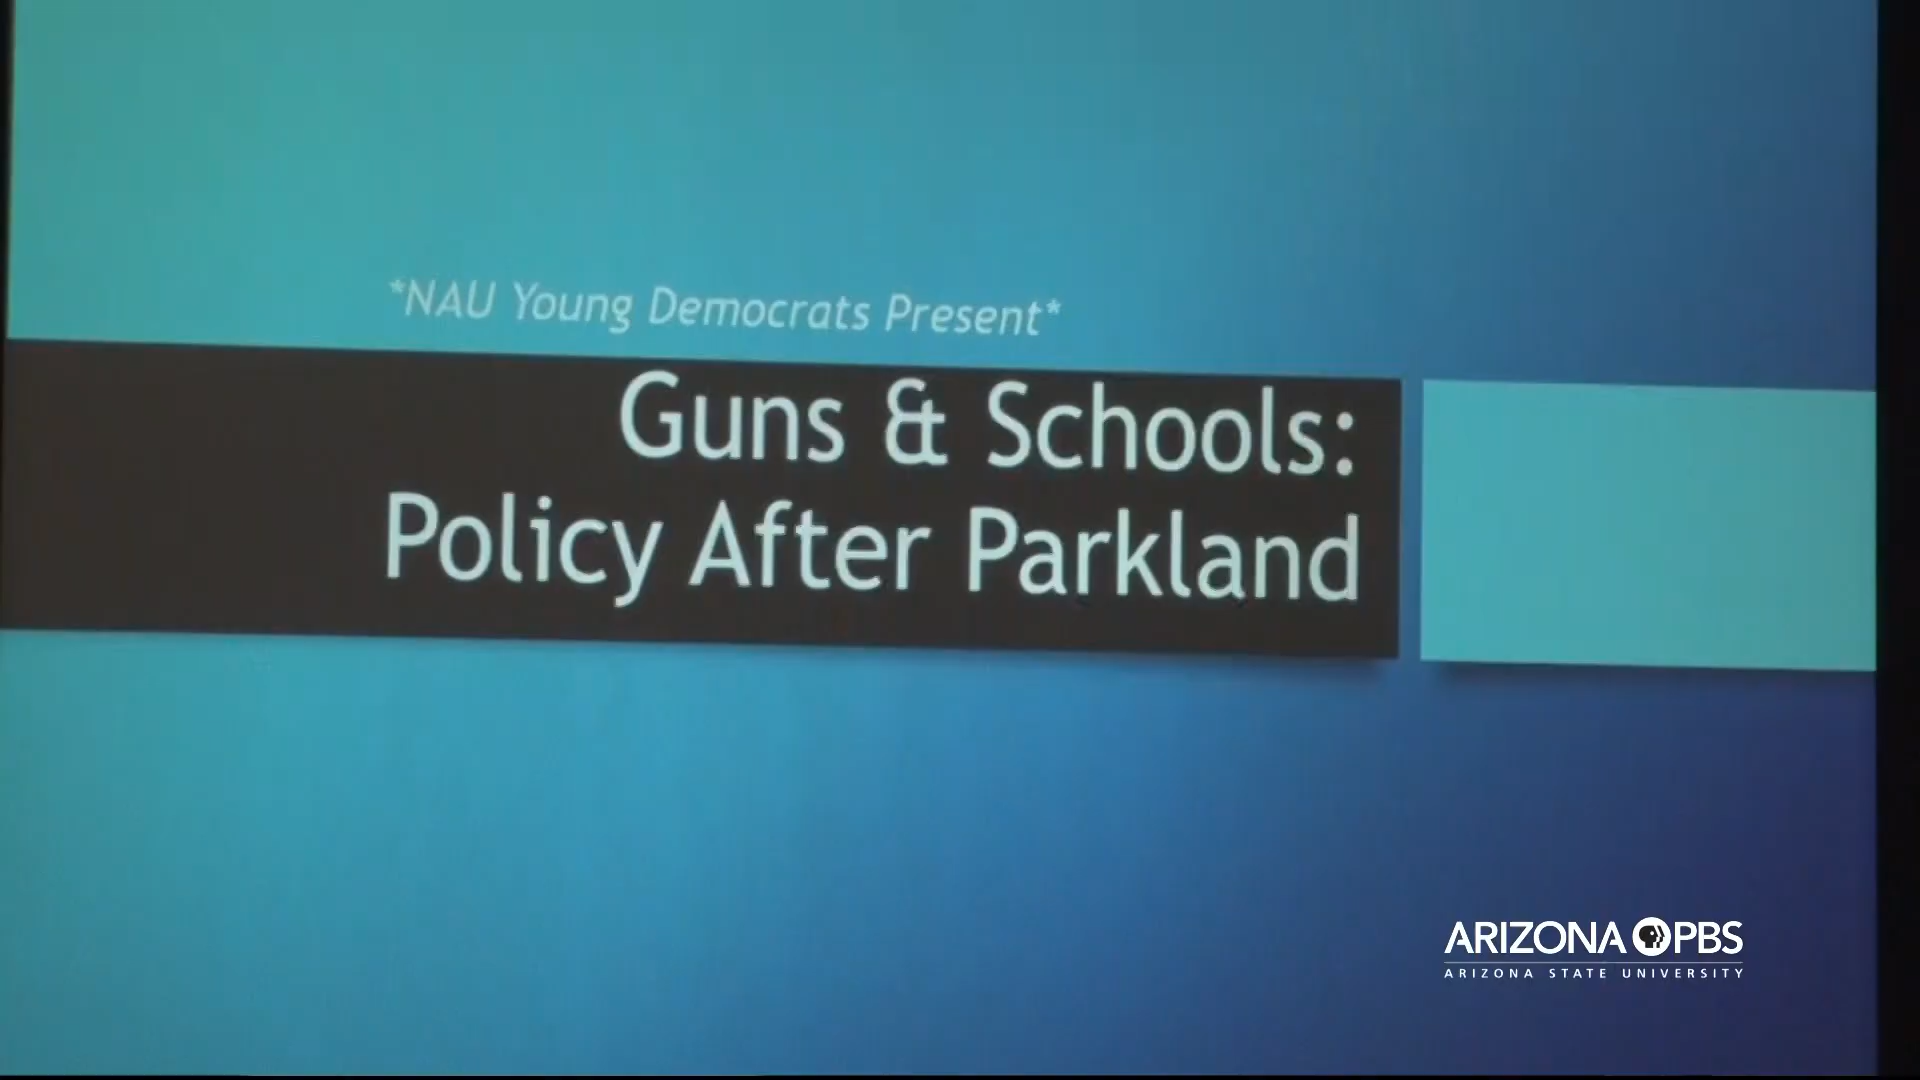 *NAU Young Democrats Present*
Guns & Schools:
Policy After Parkland
ARIZONA PBS
ARIZONA STATE UNIVERSITY